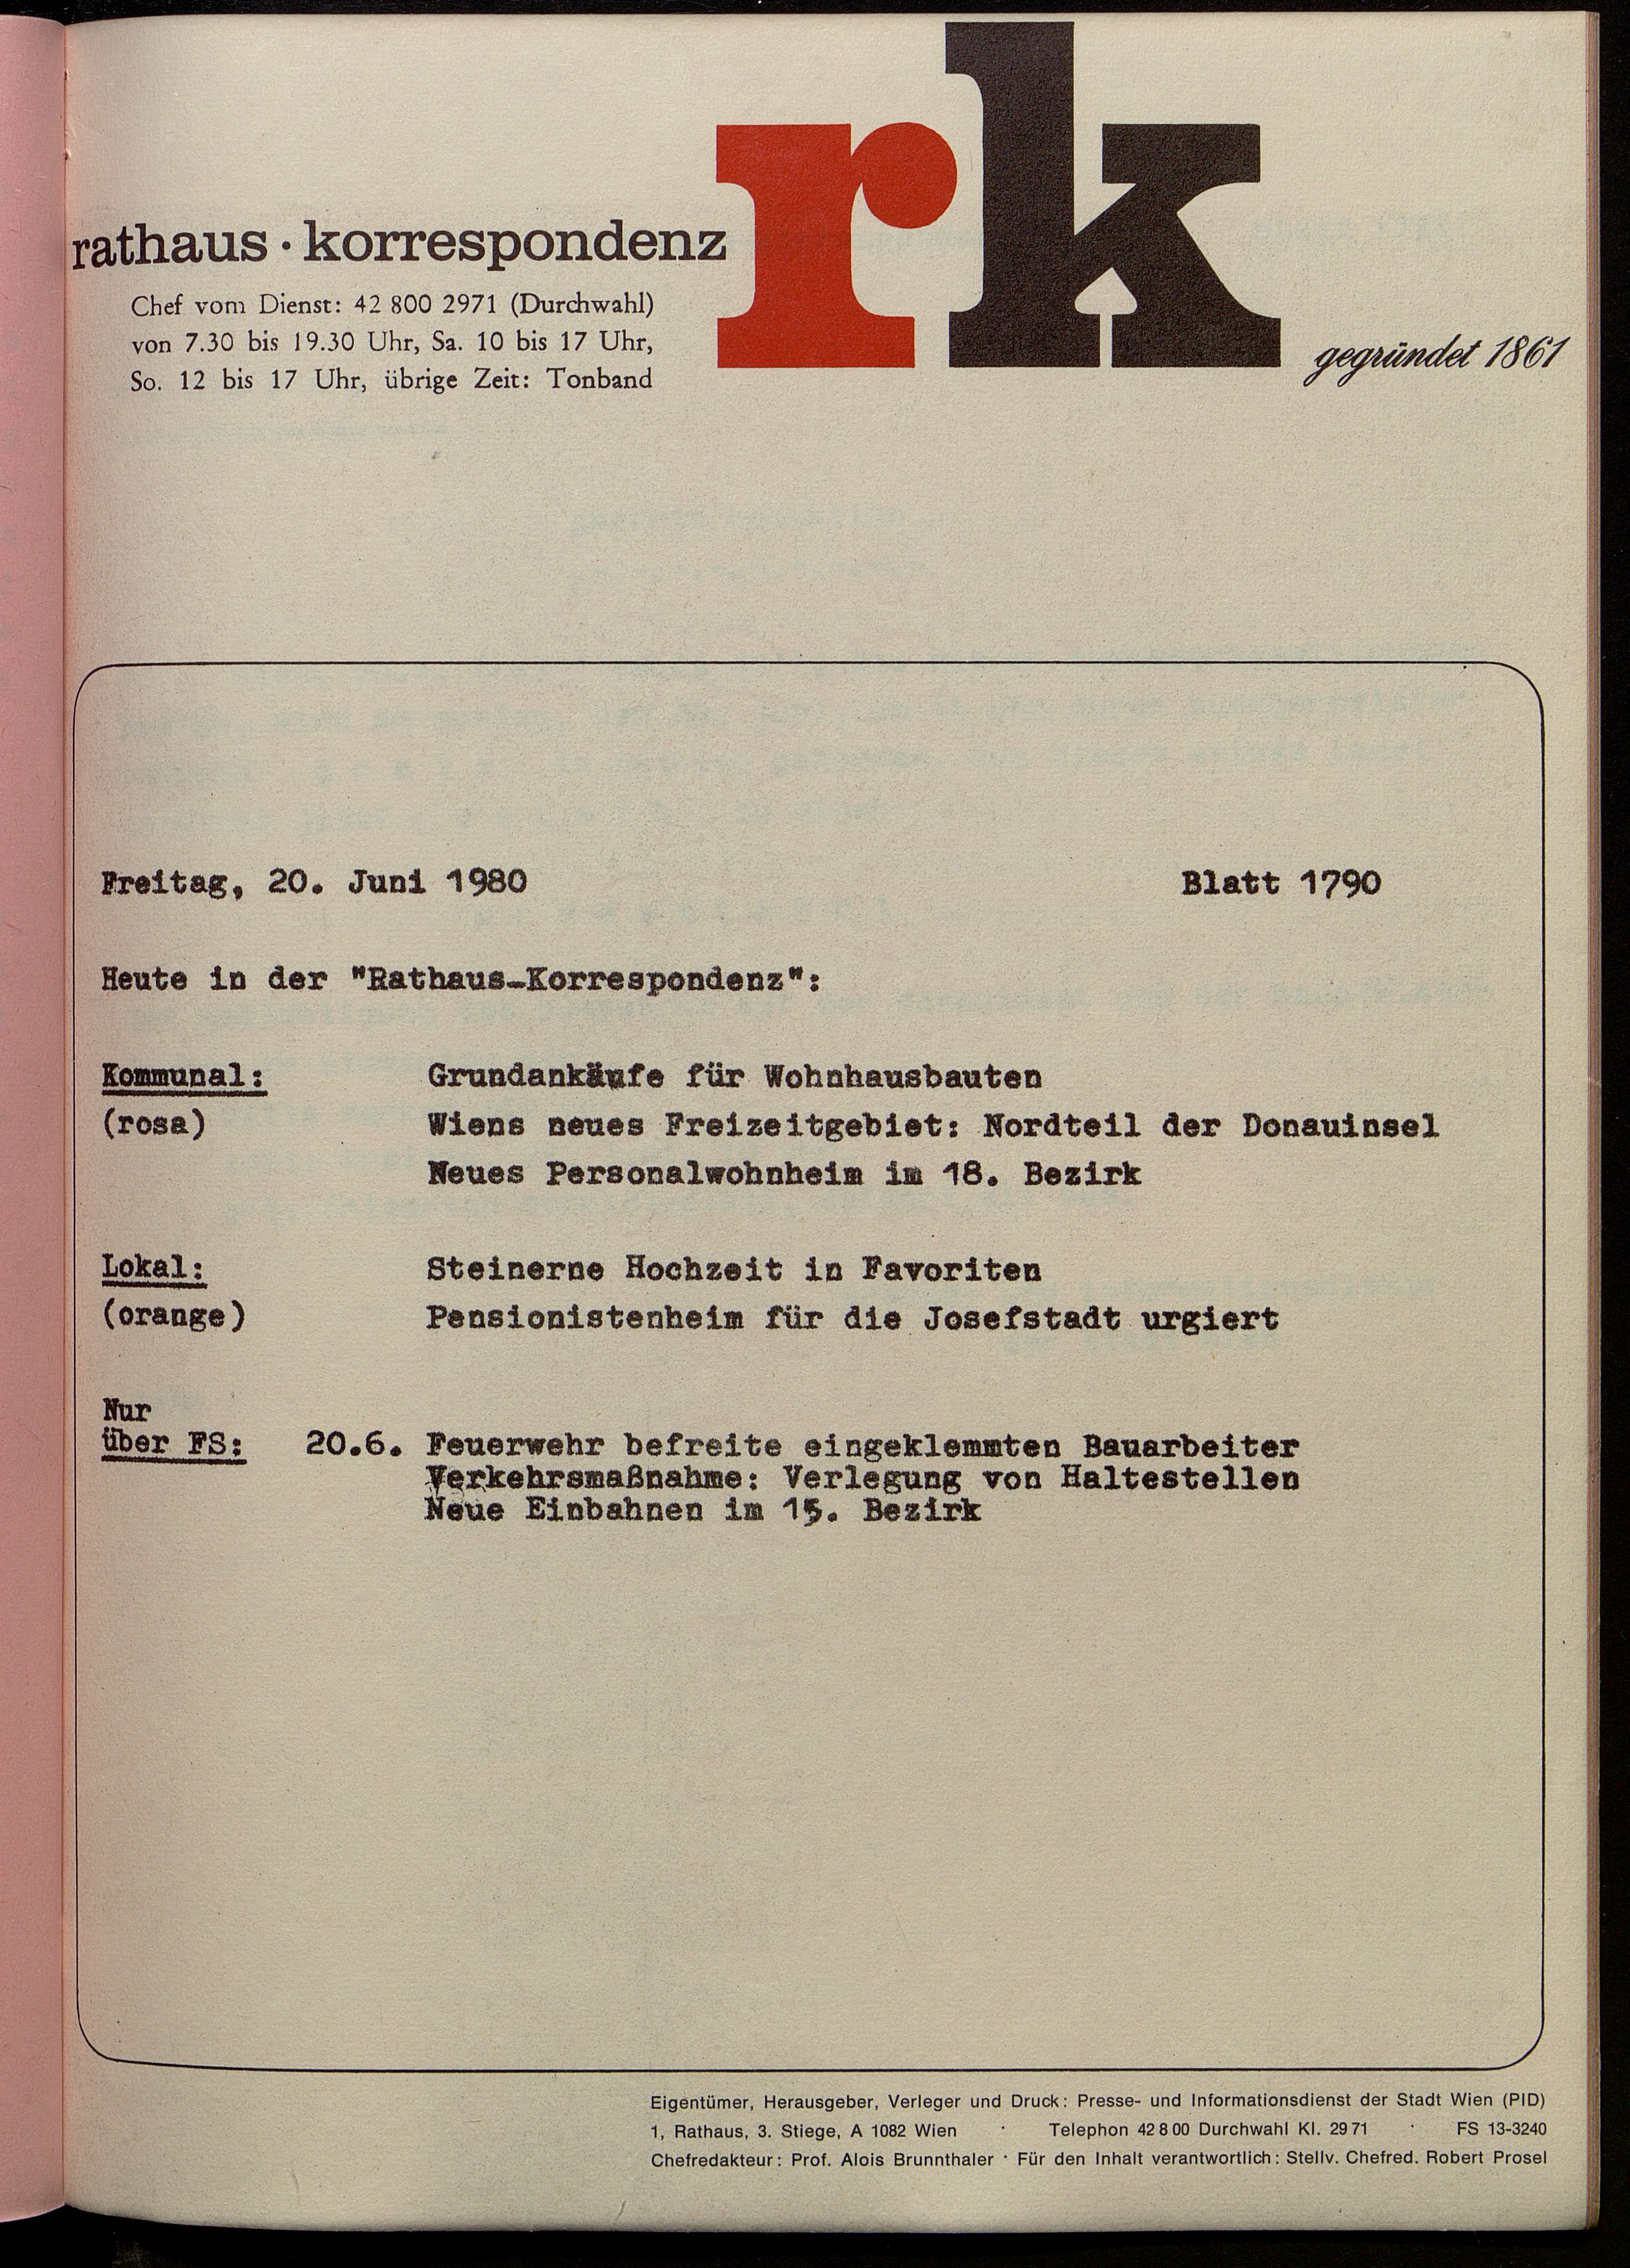 rk
rathaus · korrespondenz
Chef vom Dienst: 42 800 2971 (Durchwahl)
von 7.30 bis 19.30 Uhr, Sa. 10 bis 17 Uhr,
So. 12 bis 17 Uhr, übrige Zeit: Tonband
gegründet 1861
Freitag, 20. Juni 1980 Blatt 1790
Heute in der "Rathaus-Korrespondenz":
Kommunal: Grundankäufe für Wohnhausbauten
(rosa) Wiens neues Freizeitgebiet: Nordteil der Donauinsel
Neues Personalwohnheim im 18. Bezirk
Lokal: Steinerne Hochzeit in Favoriten
(orange) Pensionistenheim für die Josefstadt urgiert
Nur
über FS: 20.6. Feuerwehr befreite eingeklemmten Bauarbeiter
Verkehrsmaßnahme: Verlegung von Haltestellen
Neue Einbahnen im 15. Bezirk
Eigentümer, Herausgeber, Verleger und Druck: Presse- und Informationsdienst der Stadt Wien (PID)
1, Rathaus, 3. Stiege, A 1082 Wien · Telephon 42 8 00 Durchwahl Kl. 29 71 · FS 13-3240
Chefredakteur: Prof. Alois Brunnthaler · Für den Inhalt verantwortlich: Stellv. Chefred. Robert Prosel